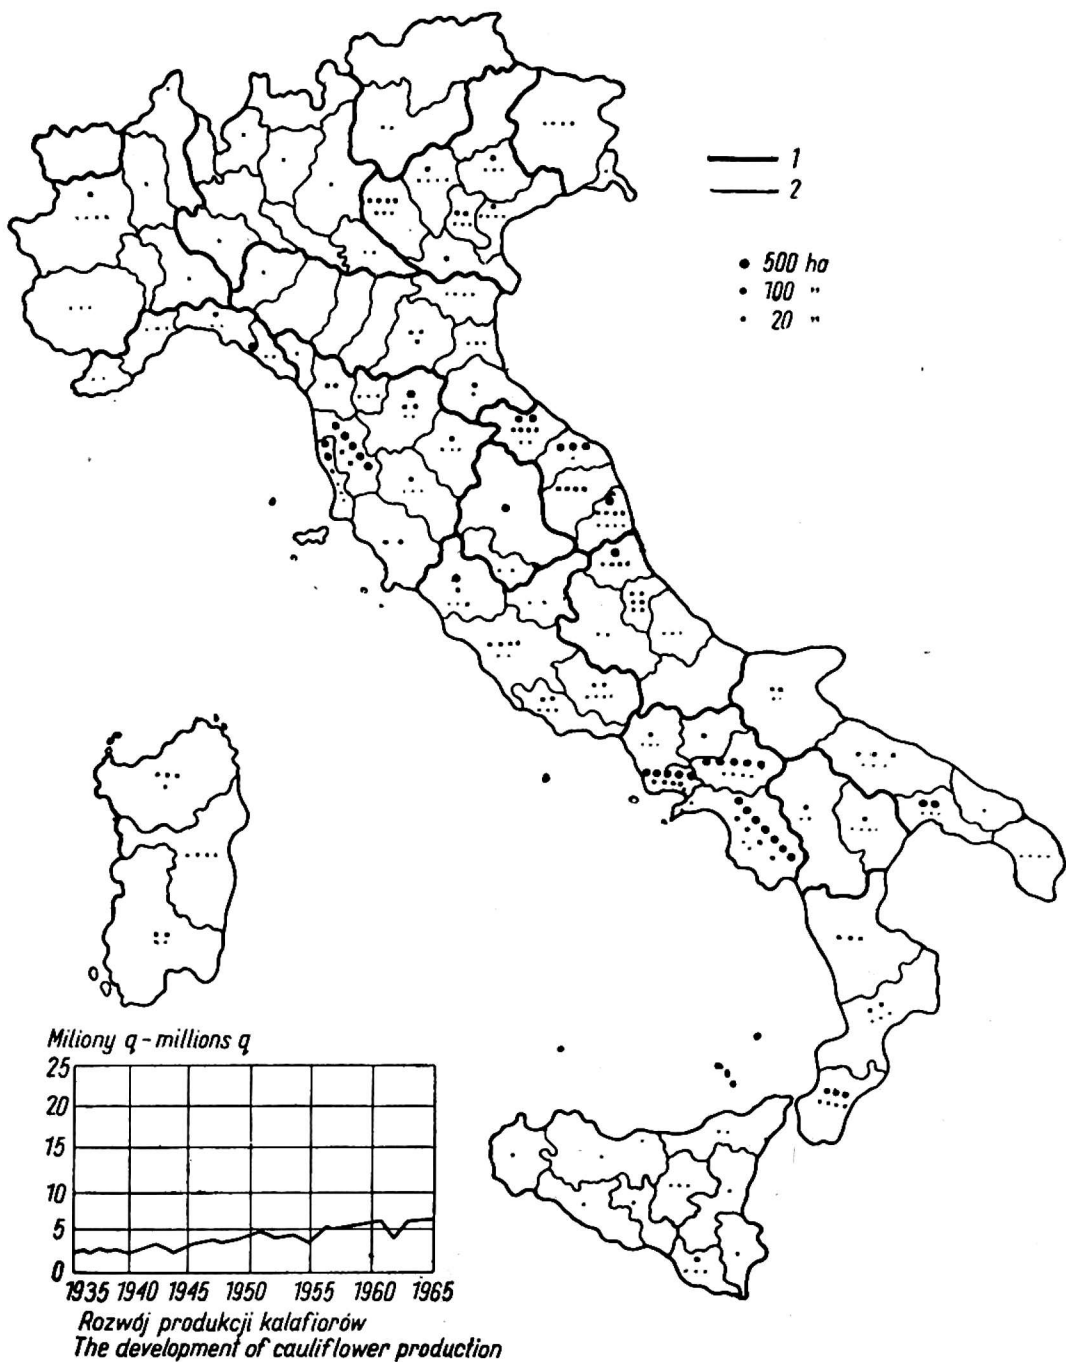 1
2
500 ha
100 "
20 "
Miliony q - millions q
25
20
15
10
5
0
1935 1940 1945 1950 1955 1960 1965
Rozwój produkcji kalafiorów
The development of cauliflower production